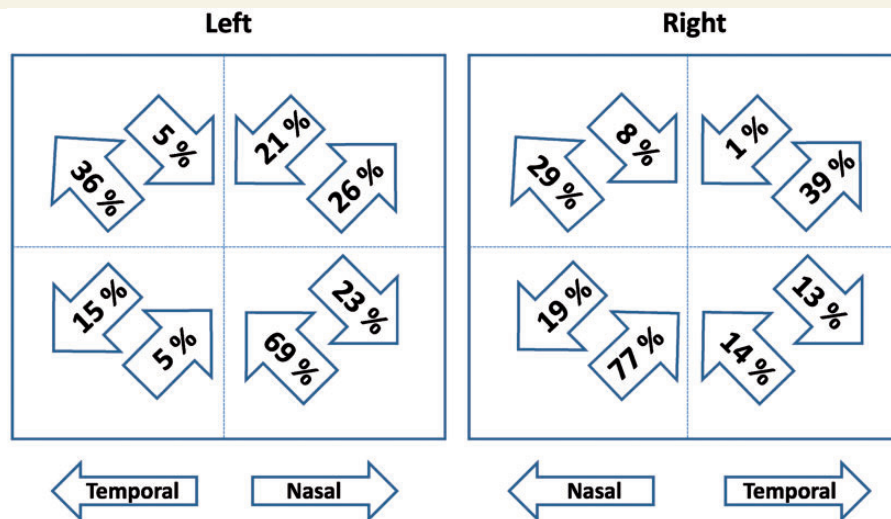 Left
Right
5 %
36 %
21 %
26 %
8 %
29 %
1 %
39 %
15 %
5 %
23 %
69 %
19 %
77 %
13 %
14 %
Temporal
Nasal
Nasal
Temporal